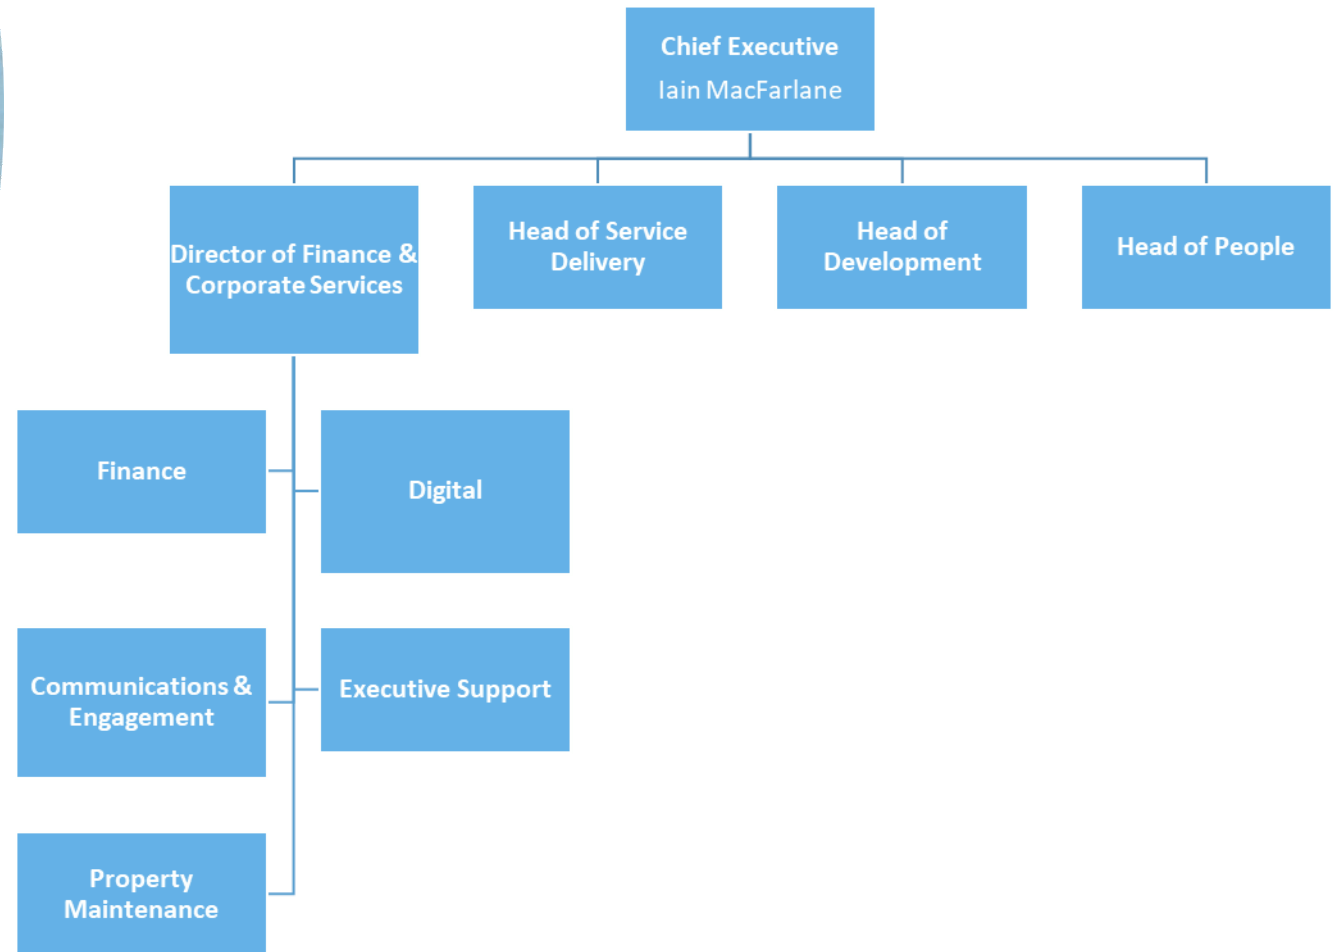 Chief Executive
Iain MacFarlane
Director of Finance &
Corporate Services
Head of Service
Delivery
Head of
Development
Head of People
Finance
Digital
Communications &
Engagement
Executive Support
Property
Maintenance